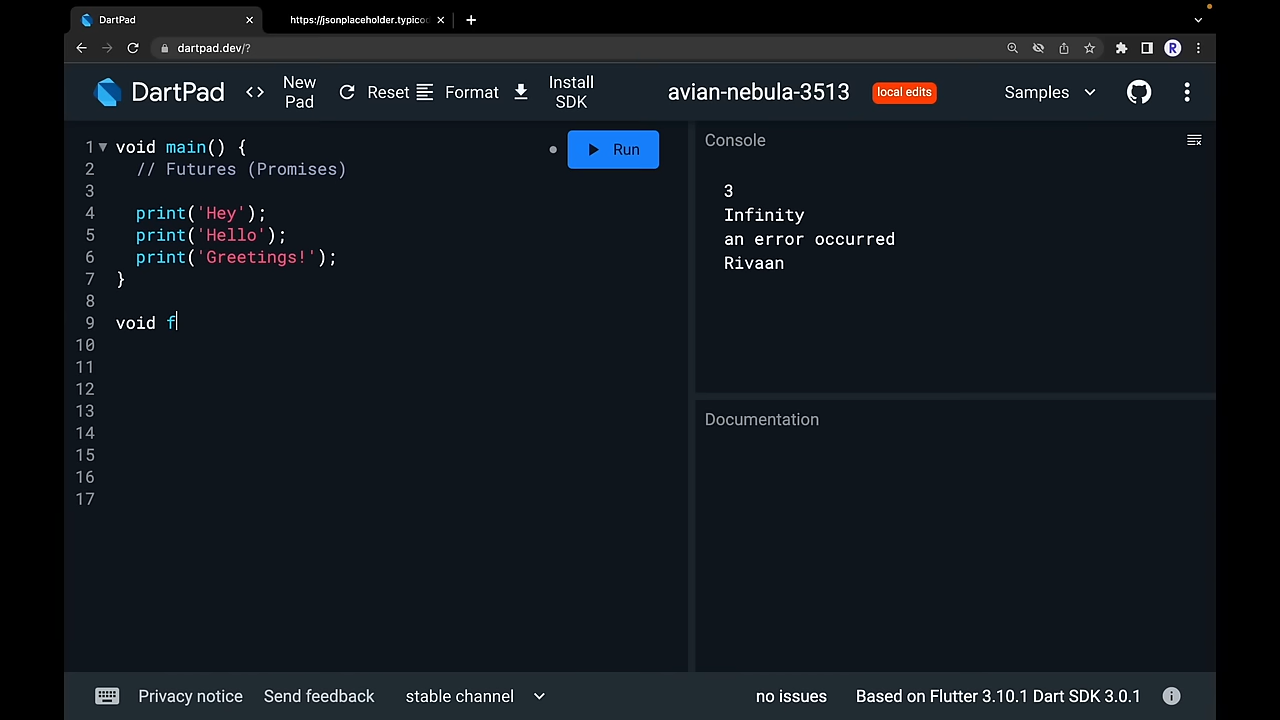 DartPad
https://jsonplaceholder.typico
dartpad.dev/?
R
DartPad
New Pad
Reset
Format
Install SDK
avian-nebula-3513
local edits
Samples
1 void main() {
2 // Futures (Promises)
3
4 print('Hey');
5 print('Hello');
6 print('Greetings!');
7 }
8
9 void f
10
11
12
13
14
15
16
17
Run
Console
3
Infinity
an error occurred
Rivaan
Documentation
Privacy notice
Send feedback
stable channel
no issues
Based on Flutter 3.10.1 Dart SDK 3.0.1